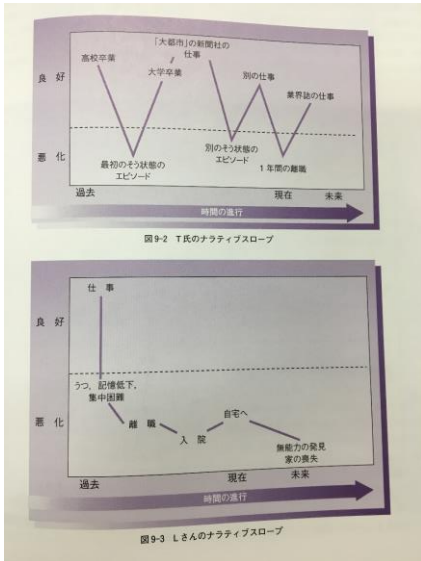 「大都市」の新聞社の
仕事
高校卒業
大学卒業
別の仕事
業界誌の仕事
良 好
悪 化
最初のそう状態の
エピソード
別のそう状態の
エピソード
1年間の離職
過去
現在
未来
時間の進行
図9-2 T氏のナラティブスロープ
仕 事
良 好
うつ，記憶低下，
集中困難
悪 化
離 職
入 院
自宅へ
無能力の発見
家の喪失
過去
現在
未来
時間の進行
図9-3 Lさんのナラティブスロープ